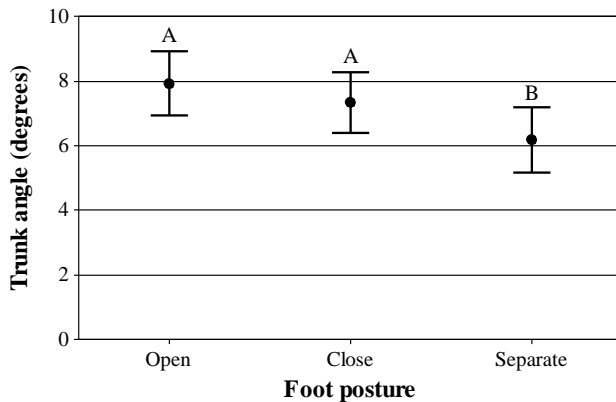 10
8
6
4
2
0
Trunk angle (degrees)
A
A
B
Open
Close
Separate
Foot posture